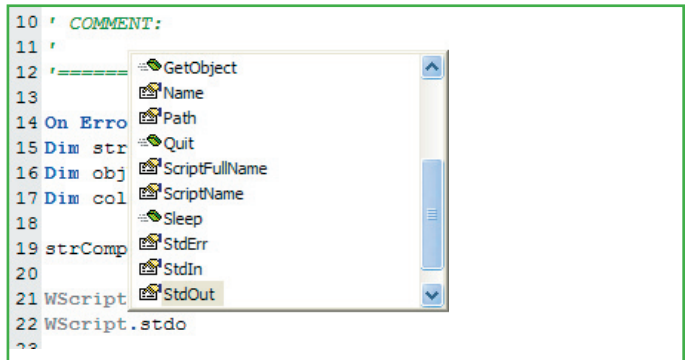 10 ' COMMENT:
11 '
12 '=======
13
14 On Erro
15 Dim str
16 Dim obj
17 Dim col
18
19 strComp
20
21 WScript
22 WScript.stdo
23
GetObject
Name
Path
Quit
ScriptFullName
ScriptName
Sleep
StdErr
StdIn
StdOut